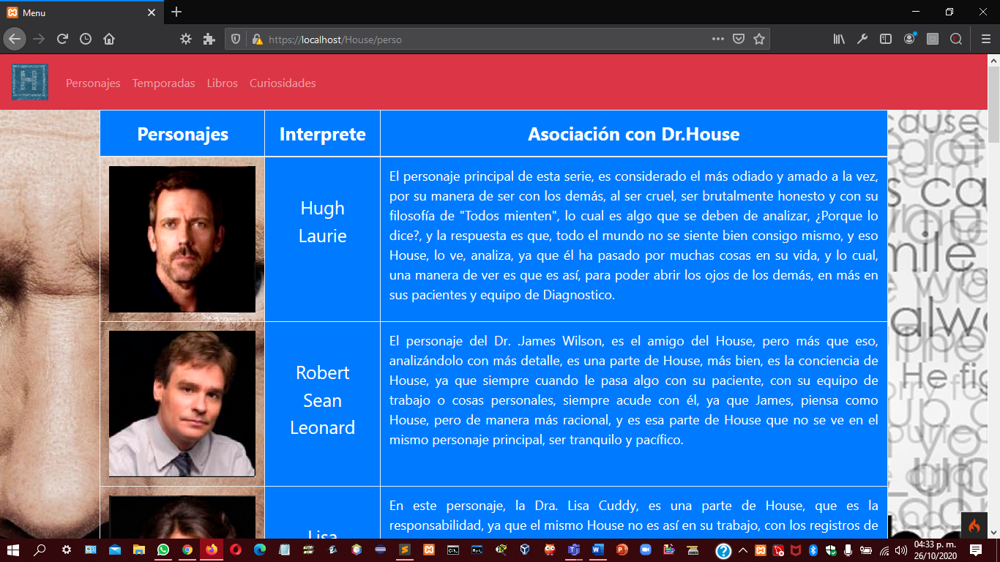 Menu
https://localhost/House/perso
H
Personajes Temporadas Libros Curiosidades
Personajes Interprete Asociación con Dr.House
Hugh
Laurie
El personaje principal de esta serie, es considerado el más odiado y amado a la vez,
por su manera de ser con los demás, al ser cruel, ser brutalmente honesto y con su
filosofía de "Todos mienten", lo cual es algo que se deben de analizar, ¿Porque lo
dice?, y la respuesta es que, todo el mundo no se siente bien consigo mismo, y eso
House, lo ve, analiza, ya que él ha pasado por muchas cosas en su vida, y lo cual,
una manera de ver es que es así, para poder abrir los ojos de los demás, en más en
sus pacientes y equipo de Diagnostico.
Robert
Sean
Leonard
El personaje del Dr. .James Wilson, es el amigo del House, pero más que eso,
analizándolo con más detalle, es una parte de House, más bien, es la conciencia de
House, ya que siempre cuando le pasa algo con su paciente, con su equipo de
trabajo o cosas personales, siempre acude con él, ya que James, piensa como
House, pero de manera más racional, y es esa parte de House que no se ve en el
mismo personaje principal, ser tranquilo y pacífico.
Lisa
En este personaje, la Dra. Lisa Cuddy, es una parte de House, que es la
responsabilidad, ya que el mismo House no es así en su trabajo, con los registros de
cause
He
04:33 p. m.
26/10/2020